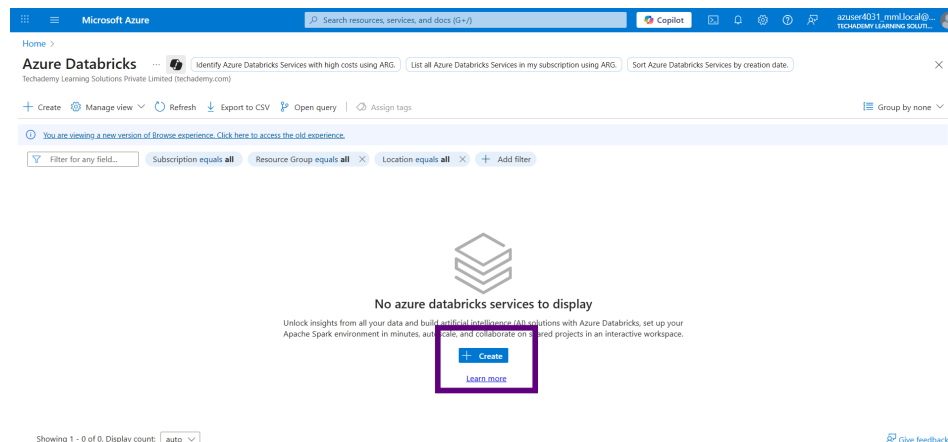 Microsoft Azure
Search resources, services, and docs (G+/)
Copilot
azuser4031_mml.local@...
TECHADEMY LEARNING SOLUTI...
Home >
Azure Databricks ...
Identify Azure Databricks Services with high costs using ARG.
List all Azure Databricks Services in my subscription using ARG.
Sort Azure Databricks Services by creation date.
Techademy Learning Solutions Private Limited (techademy.com)
+ Create Manage view Refresh Export to CSV Open query Assign tags Group by none
You are viewing a new version of Browse experience. Click here to access the old experience.
Filter for any field... Subscription equals all Resource Group equals all × Location equals all × + Add filter
No azure databricks services to display
Unlock insights from all your data and build artificial intelligence (AI) solutions with Azure Databricks, set up your
Apache Spark environment in minutes, autoscale, and collaborate on shared projects in an interactive workspace.
+ Create
Learn more
Showing 1 - 0 of 0. Display count: auto
Give feedback